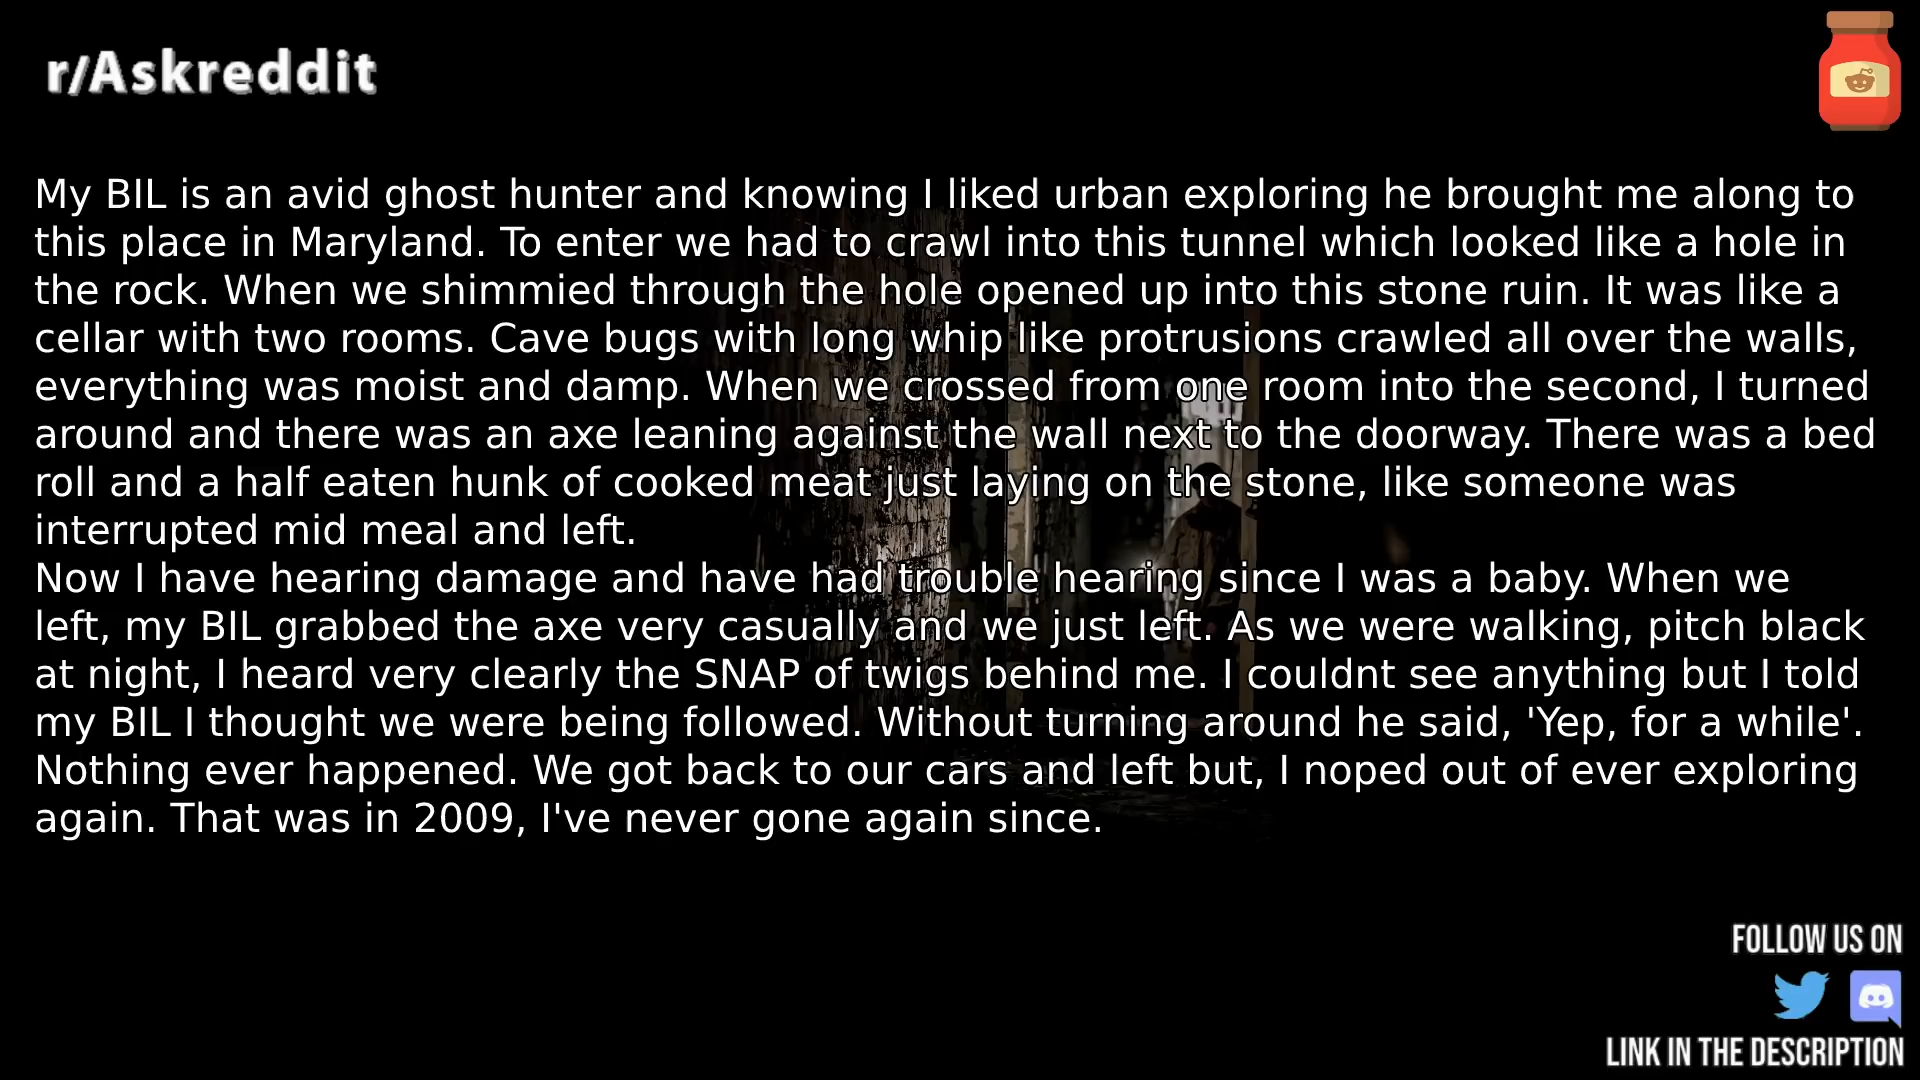 r/Askreddit
My BIL is an avid ghost hunter and knowing I liked urban exploring he brought me along to
this place in Maryland. To enter we had to crawl into this tunnel which looked like a hole in
the rock. When we shimmied through the hole opened up into this stone ruin. It was like a
cellar with two rooms. Cave bugs with long whip like protrusions crawled all over the walls,
everything was moist and damp. When we crossed from one room into the second, I turned
around and there was an axe leaning against the wall next to the doorway. There was a bed
roll and a half eaten hunk of cooked meat just laying on the stone, like someone was
interrupted mid meal and left.
Now I have hearing damage and have had trouble hearing since I was a baby. When we
left, my BIL grabbed the axe very casually and we just left. As we were walking, pitch black
at night, I heard very clearly the SNAP of twigs behind me. I couldnt see anything but I told
my BIL I thought we were being followed. Without turning around he said, 'Yep, for a while'.
Nothing ever happened. We got back to our cars and left but, I noped out of ever exploring
again. That was in 2009, I've never gone again since.
FOLLOW US ON
LINK IN THE DESCRIPTION